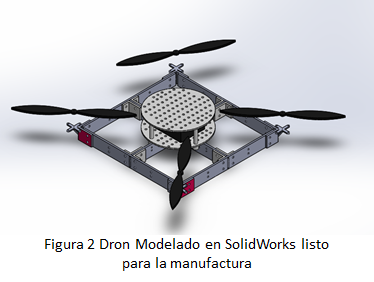 Figura 2 Dron Modelado en SolidWorks listo
para la manufactura